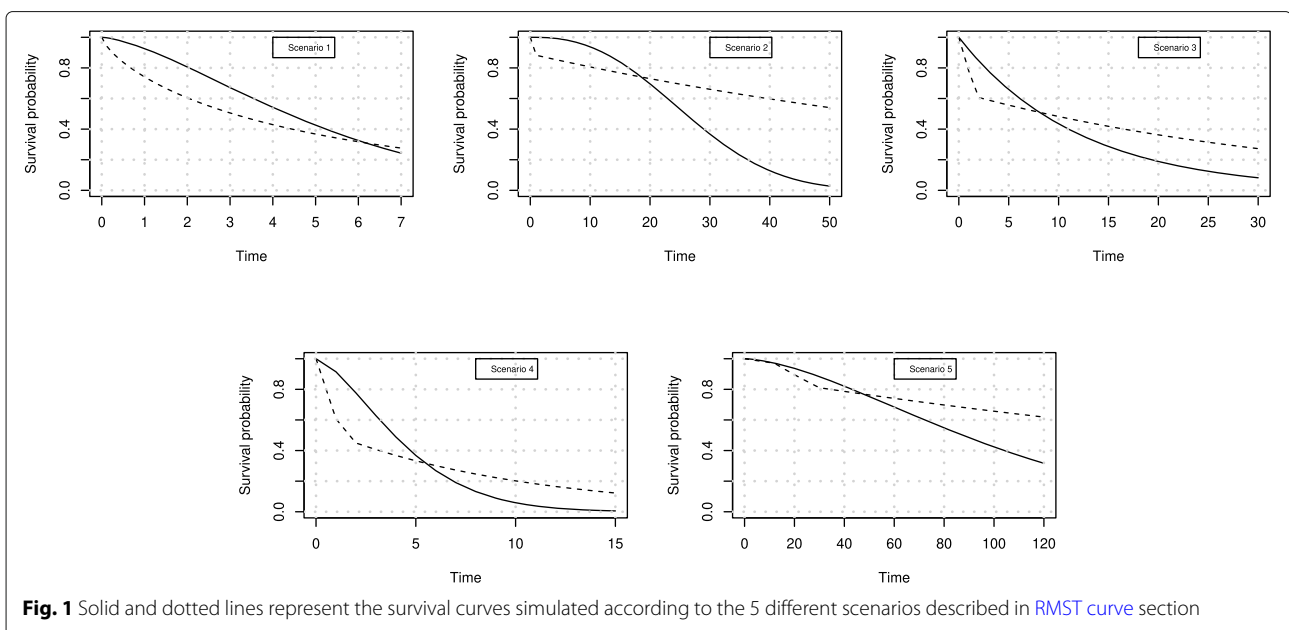 Scenario 1
Survival probability
0.0 0.4 0.8
0 1 2 3 4 5 6 7
Time
Scenario 2
Survival probability
0.0 0.4 0.8
0 10 20 30 40 50
Time
Scenario 3
Survival probability
0.0 0.4 0.8
0 5 10 15 20 25 30
Time
Scenario 4
Survival probability
0.0 0.4 0.8
0 5 10 15
Time
Scenario 5
Survival probability
0.0 0.4 0.8
0 20 40 60 80 100 120
Time
Fig. 1 Solid and dotted lines represent the survival curves simulated according to the 5 different scenarios described in RMST curve section